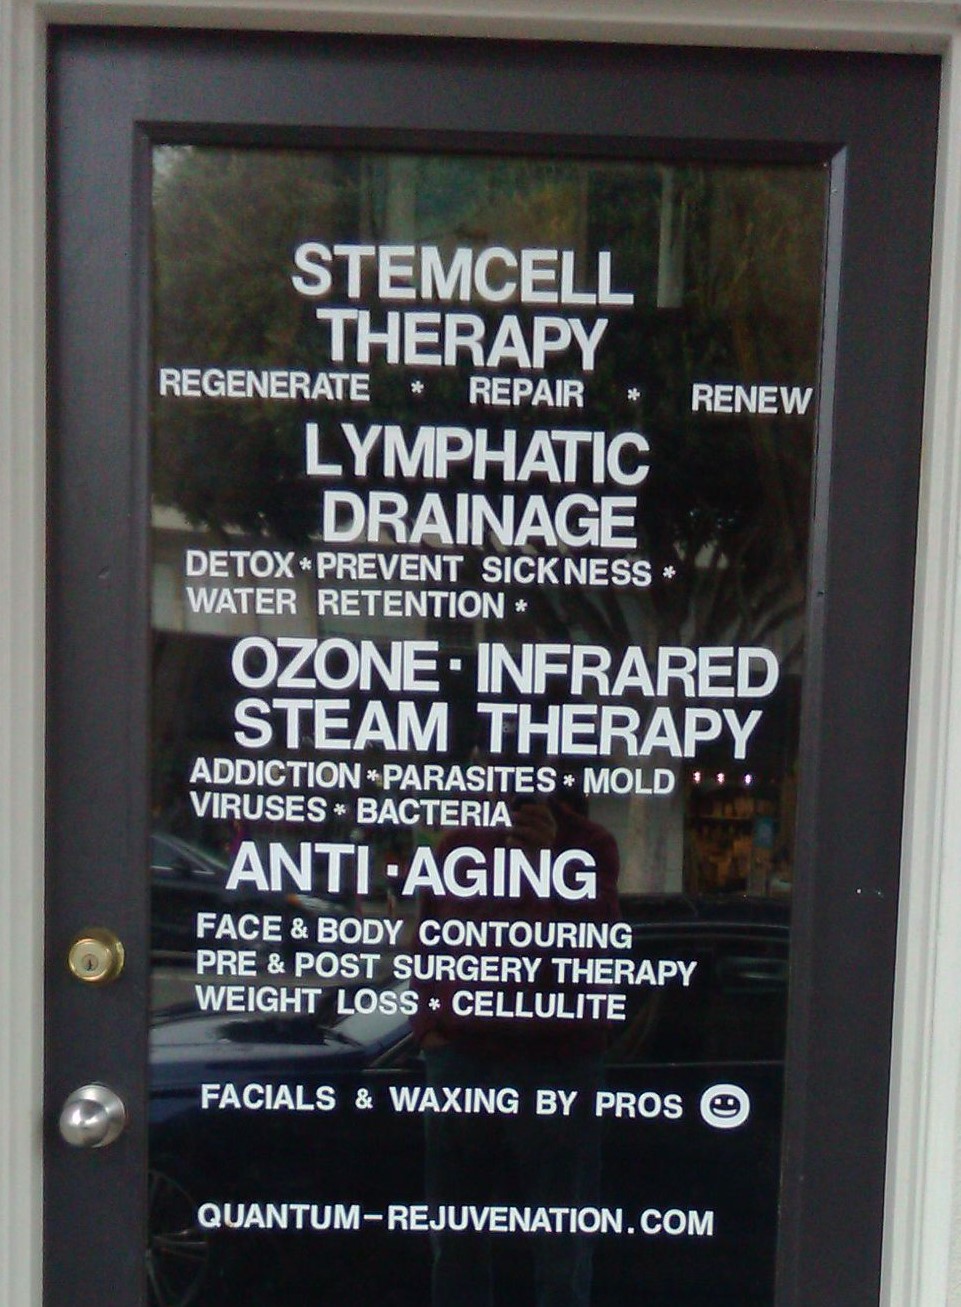 STEMCELL
THERAPY
REGENERATE * REPAIR * RENEW
LYMPHATIC
DRAINAGE
DETOX * PREVENT SICKNESS *
WATER RETENTION *
OZONE · INFRARED
STEAM THERAPY
ADDICTION * PARASITES * MOLD
VIRUSES * BACTERIA
ANTI · AGING
FACE & BODY CONTOURING
PRE & POST SURGERY THERAPY
WEIGHT LOSS * CELLULITE
FACIALS & WAXING BY PROS
QUANTUM-REJUVENATION.COM